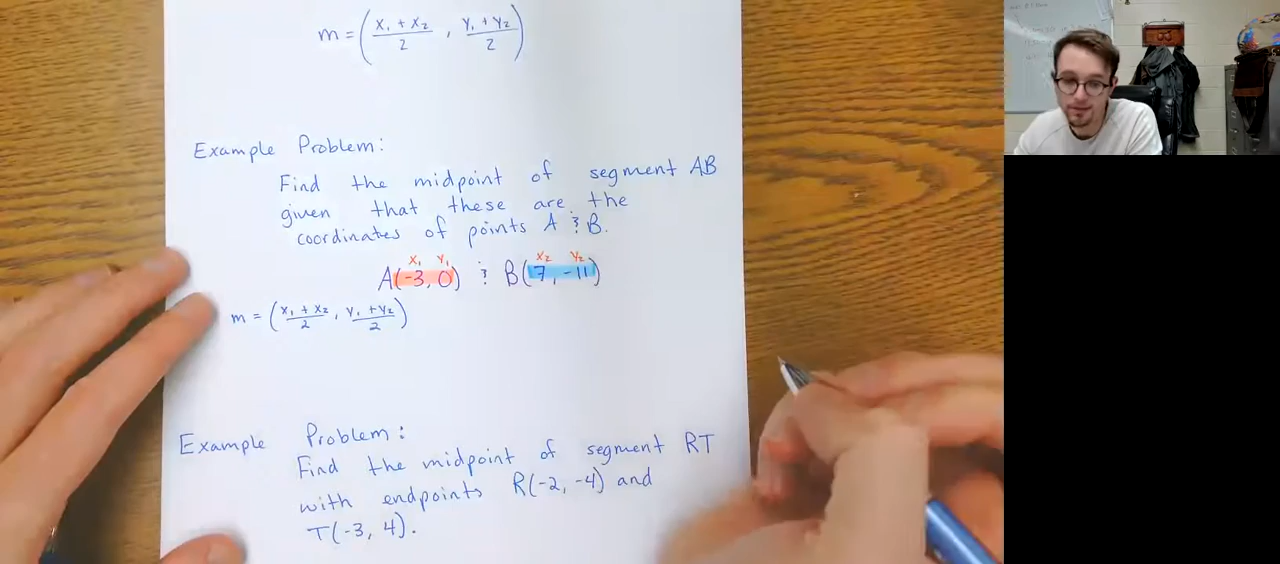 m = ( x₁ + x₂ / 2 , y₁ + y₂ / 2 )
Example Problem:
Find the midpoint of segment AB
given that these are the
coordinates of points A & B.
x₁ y₁ x₂ y₂
A(-3, 0) & B(7, -11)
m = ( x₁ + x₂ / 2 , y₁ + y₂ / 2 )
Example Problem:
Find the midpoint of segment RT
with endpoints R(-2, -4) and
T(-3, 4).